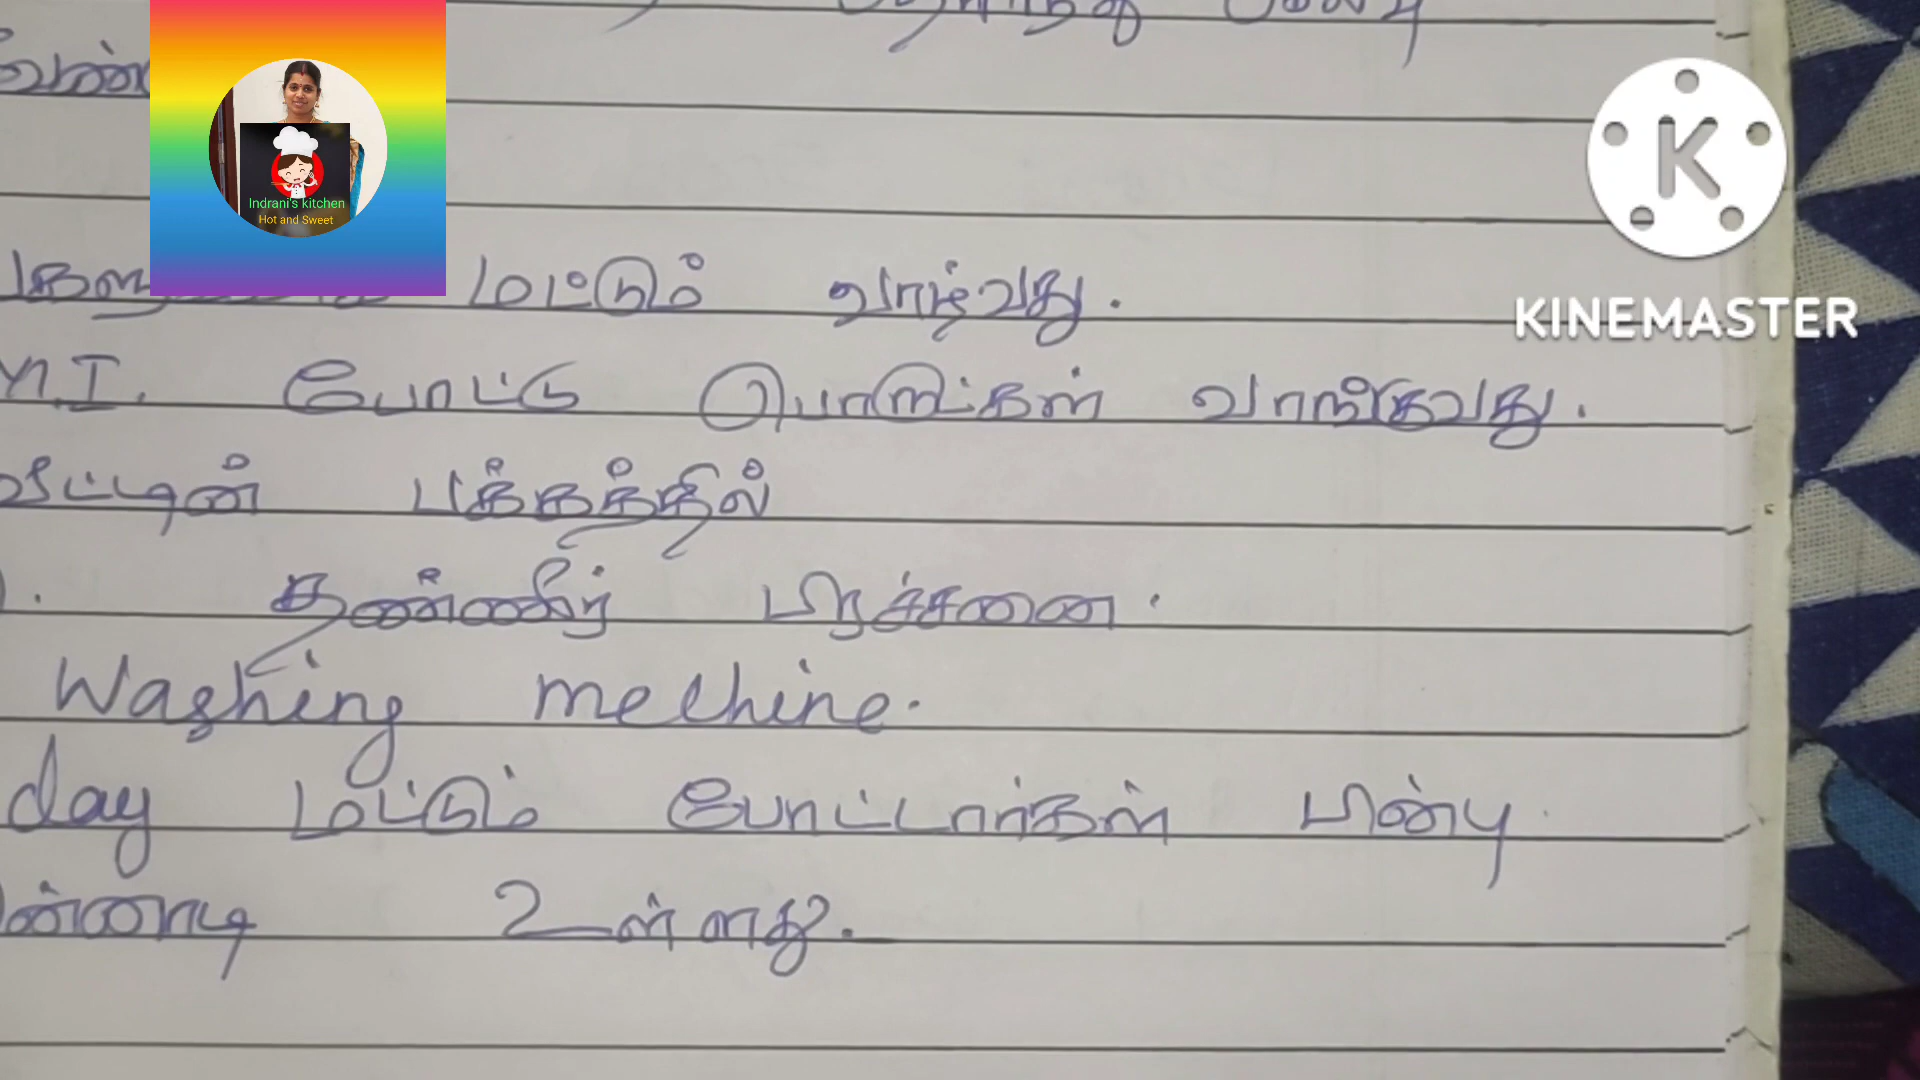 Indrani's kitchen
Hot and Sweet
KINEMASTER
மட்டும் வாழ்வது.
M.I. போட்டு பொருட்கள் வாங்குவது.
வீட்டின் பக்கத்தில்
தண்ணீர் பிரச்சனை.
Washing mechine.
day மட்டும் போட்டார்கள் பின்பு
உள்ளது.